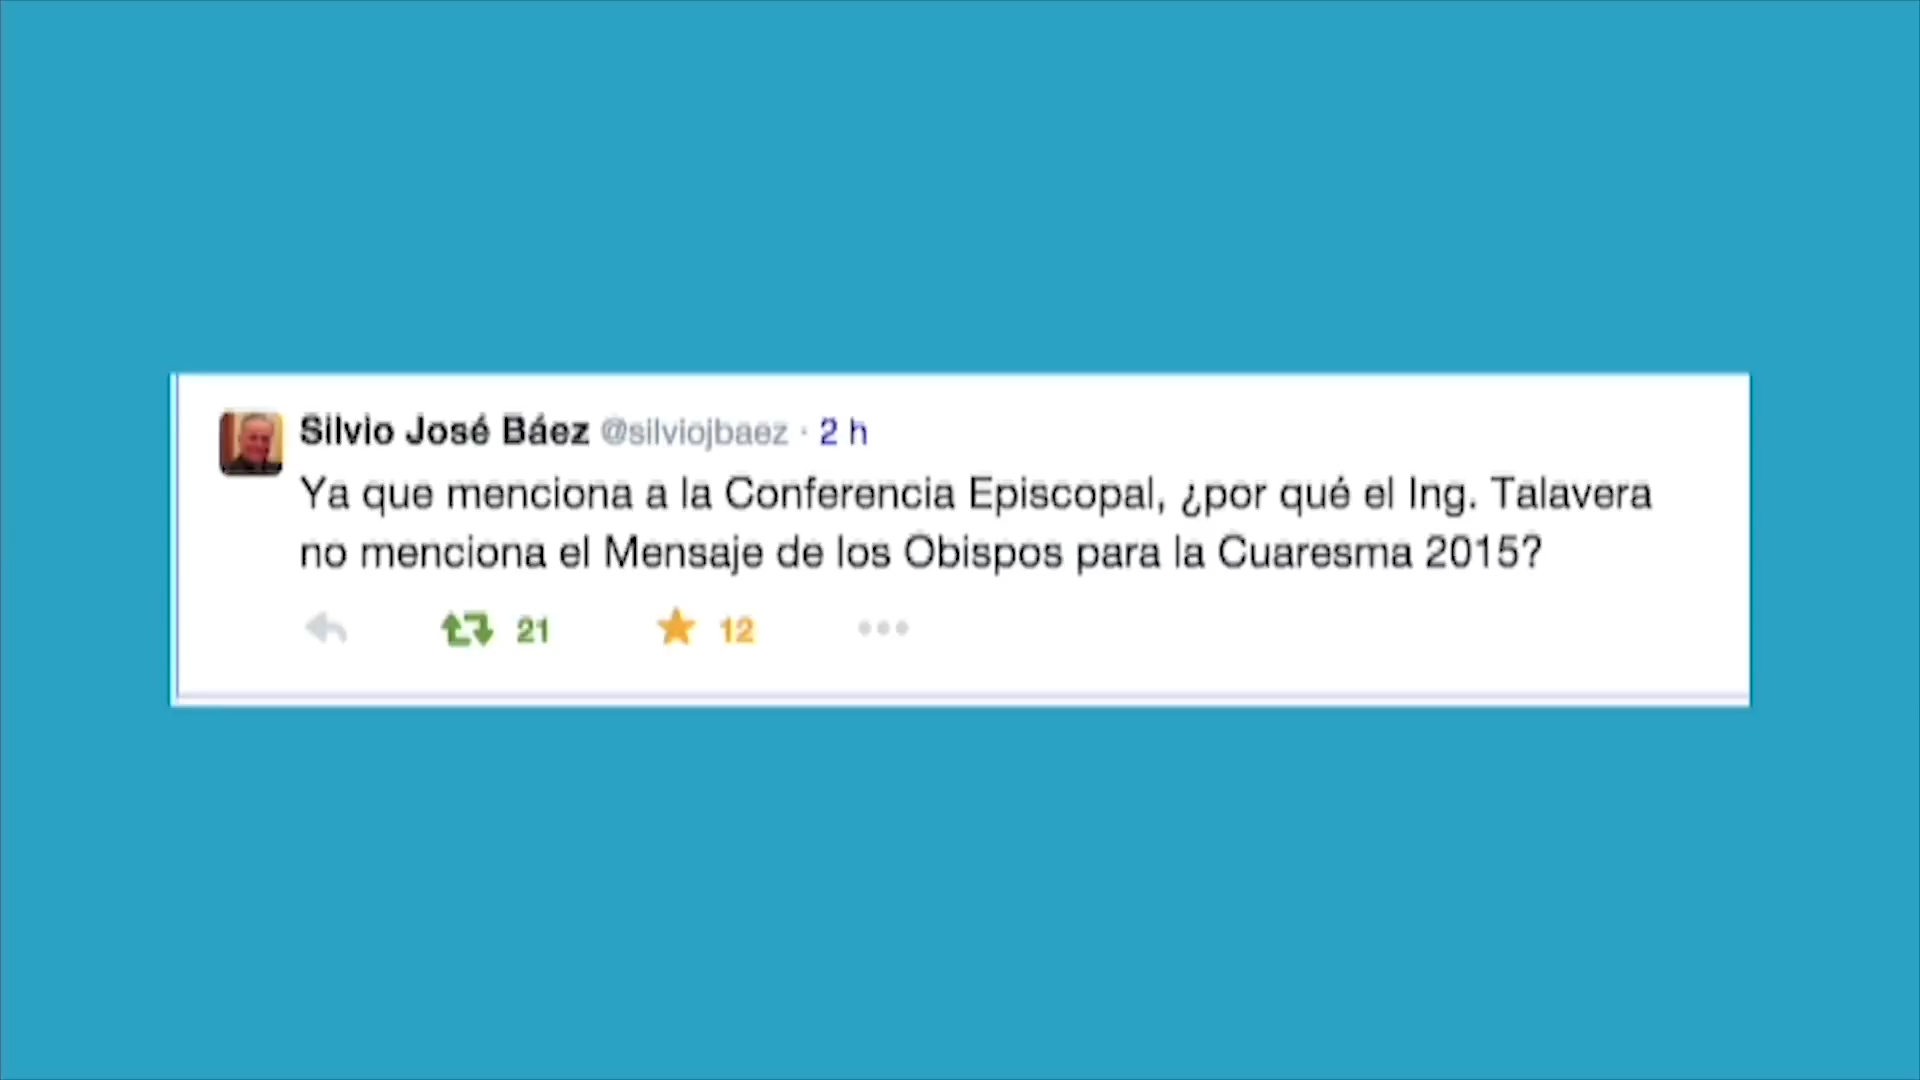 Silvio José Báez @silviojbaez · 2 h
Ya que menciona a la Conferencia Episcopal, ¿por qué el Ing. Talavera
no menciona el Mensaje de los Obispos para la Cuaresma 2015?
21 12